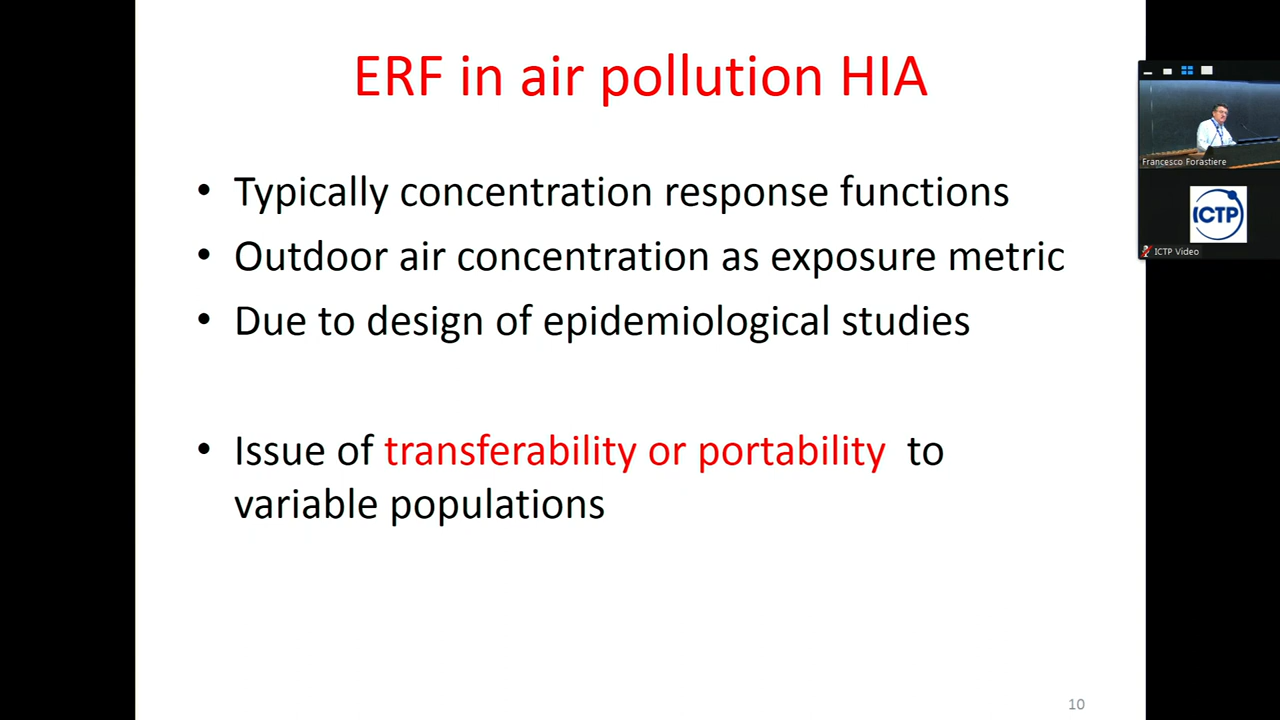 ERF in air pollution HIA
• Typically concentration response functions
• Outdoor air concentration as exposure metric
• Due to design of epidemiological studies
• Issue of transferability or portability to
variable populations
10
Francesco Forastiere
ICTP
ICTP Video